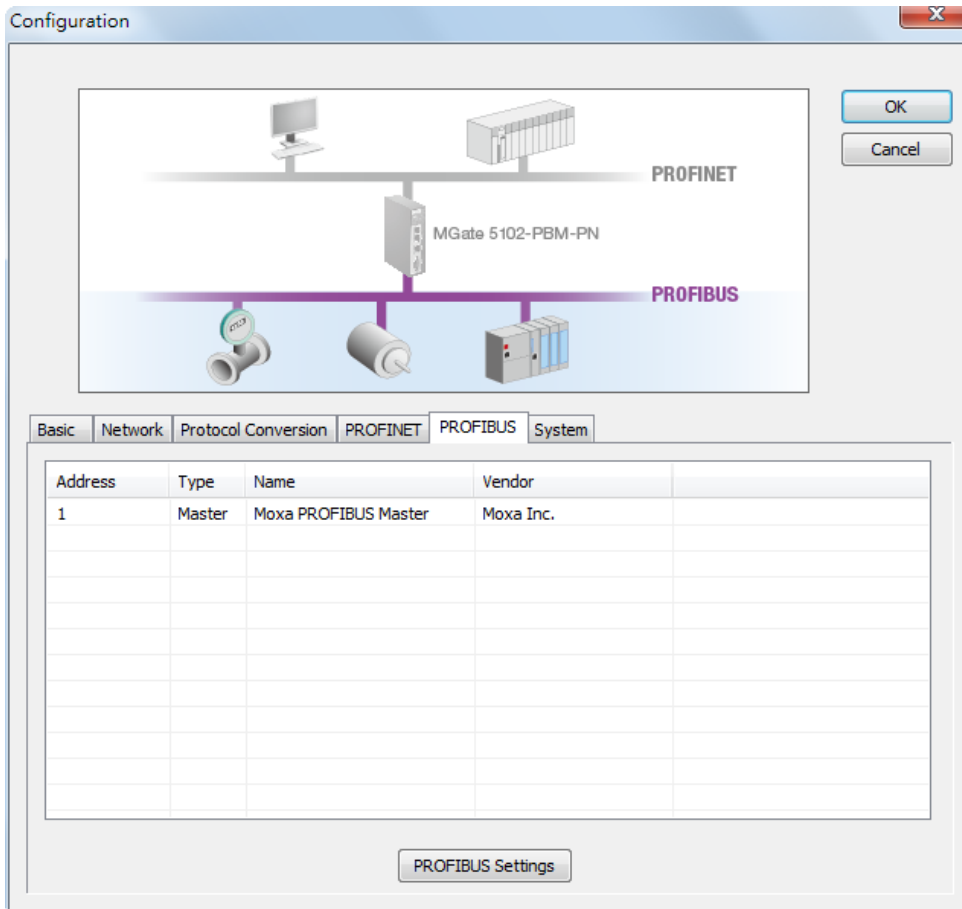 Configuration
OK
Cancel
PROFINET
MGate 5102-PBM-PN
PROFIBUS
Basic Network Protocol Conversion PROFINET PROFIBUS System
Address Type Name Vendor
1 Master Moxa PROFIBUS Master Moxa Inc.
PROFIBUS Settings